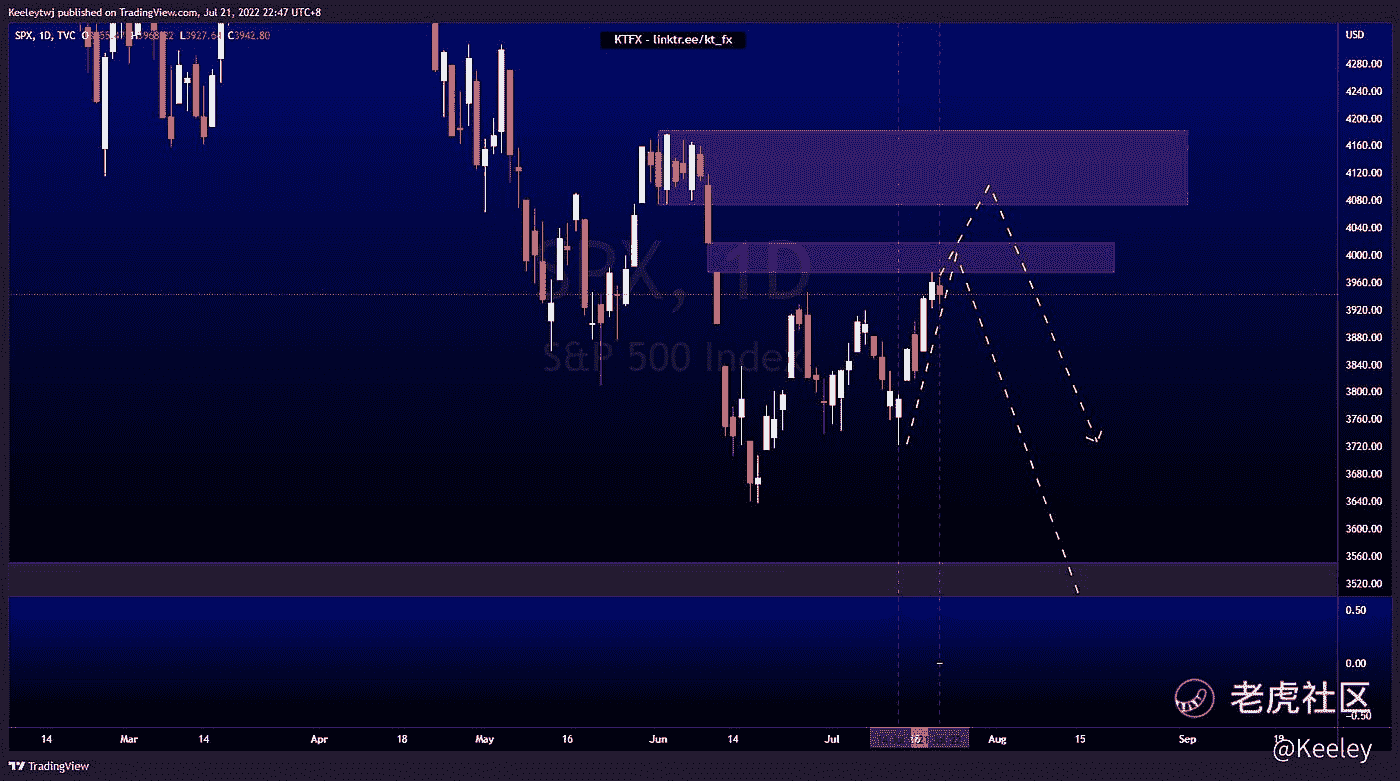 Keeleytwj published on TradingView.com, Jul 21, 2022 22:47 UTC+8
SPX, 1D, TVC L3927.64 C3942.80
KTFX - linktr.ee/kt_fx
USD
4280.00
4240.00
4200.00
4160.00
4120.00
4080.00
4040.00
4000.00
3960.00
3920.00
3880.00
3840.00
3800.00
3760.00
3720.00
3680.00
3640.00
3600.00
3560.00
3520.00
SPX, 1D
S&P 500 Index
0.50
0.00
-0.50
老虎社区
14 Mar 14 Apr 18 May 16 Jun 14 Jul Aug 15 Sep
@Keeley
TradingView